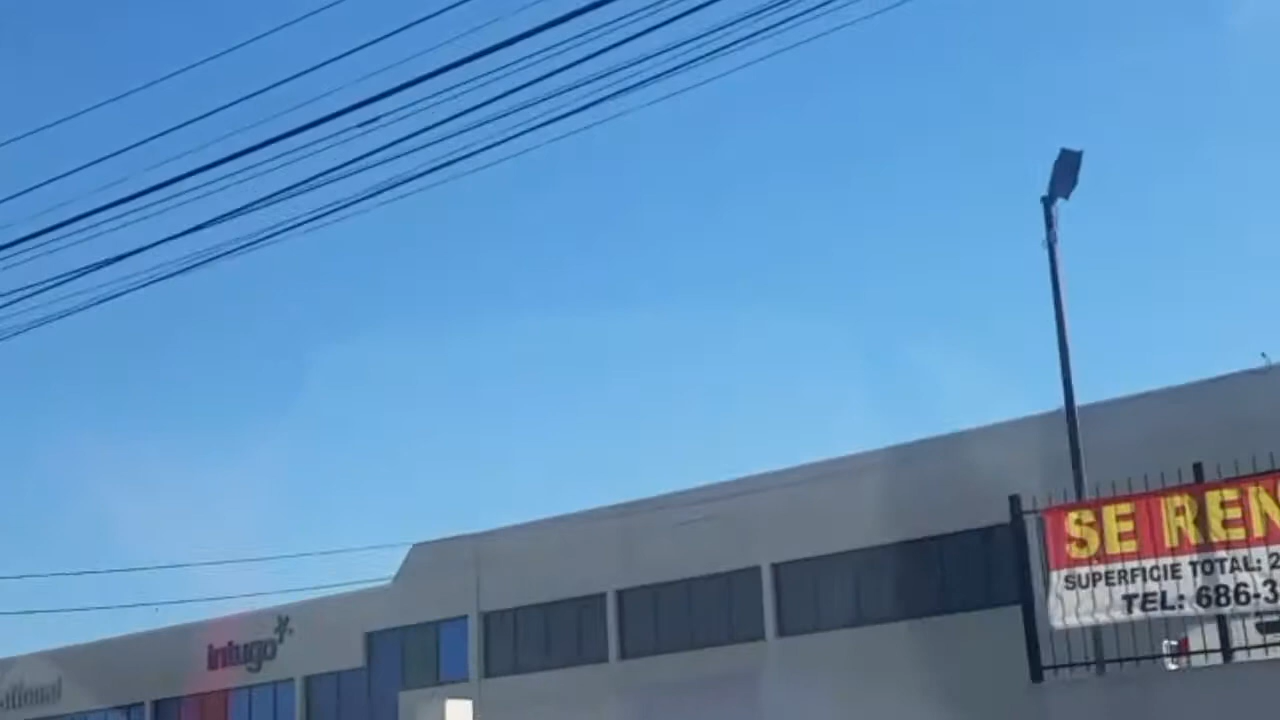 intugo
SE REN
SUPERFICIE TOTAL: 2
TEL: 686-3